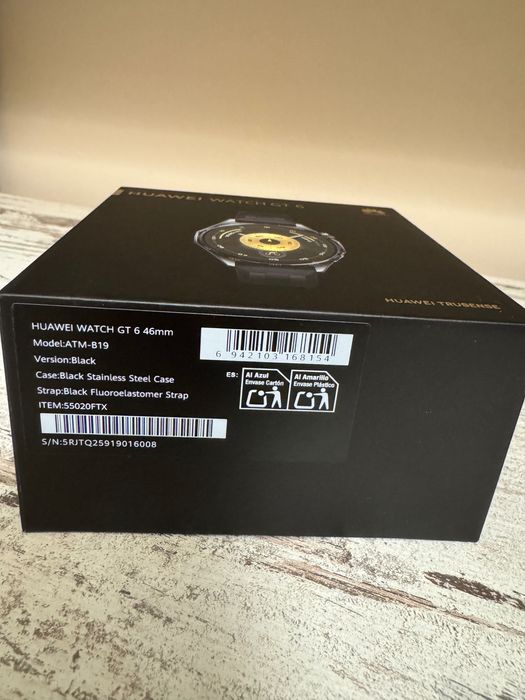 HUAWEI WATCH GT 6
HUAWEI TRUSENSE
HUAWEI WATCH GT 6 46mm
Model:ATM-B19
Version:Black
Case:Black Stainless Steel Case
Strap:Black Fluoroelastomer Strap
ITEM:55020FTX
S/N:5RJTQ25919016008
6 942103 168154
ES:
Al Azul
Envase Cartón
Al Amarillo
Envase Plástico